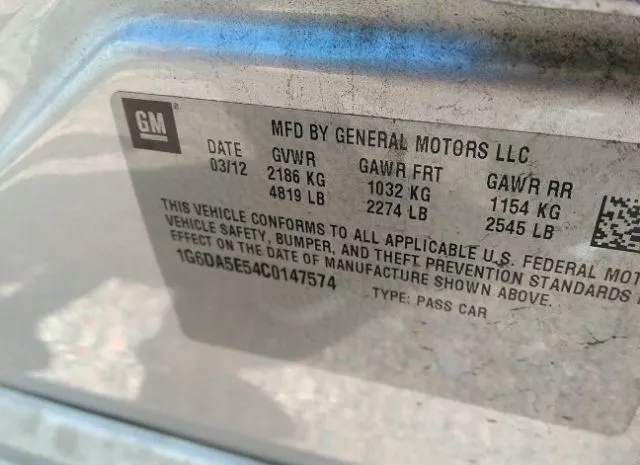 GM ® MFD BY GENERAL MOTORS LLC
DATE GVWR GAWR FRT GAWR RR
03/12 2186 KG 1032 KG 1154 KG
4819 LB 2274 LB 2545 LB
THIS VEHICLE CONFORMS TO ALL APPLICABLE U.S. FEDERAL
VEHICLE SAFETY, BUMPER, AND THEFT PREVENTION STANDARDS
EFFECT ON THE DATE OF MANUFACTURE SHOWN ABOVE.
1G6DA5E54C0147574 TYPE: PASS CAR